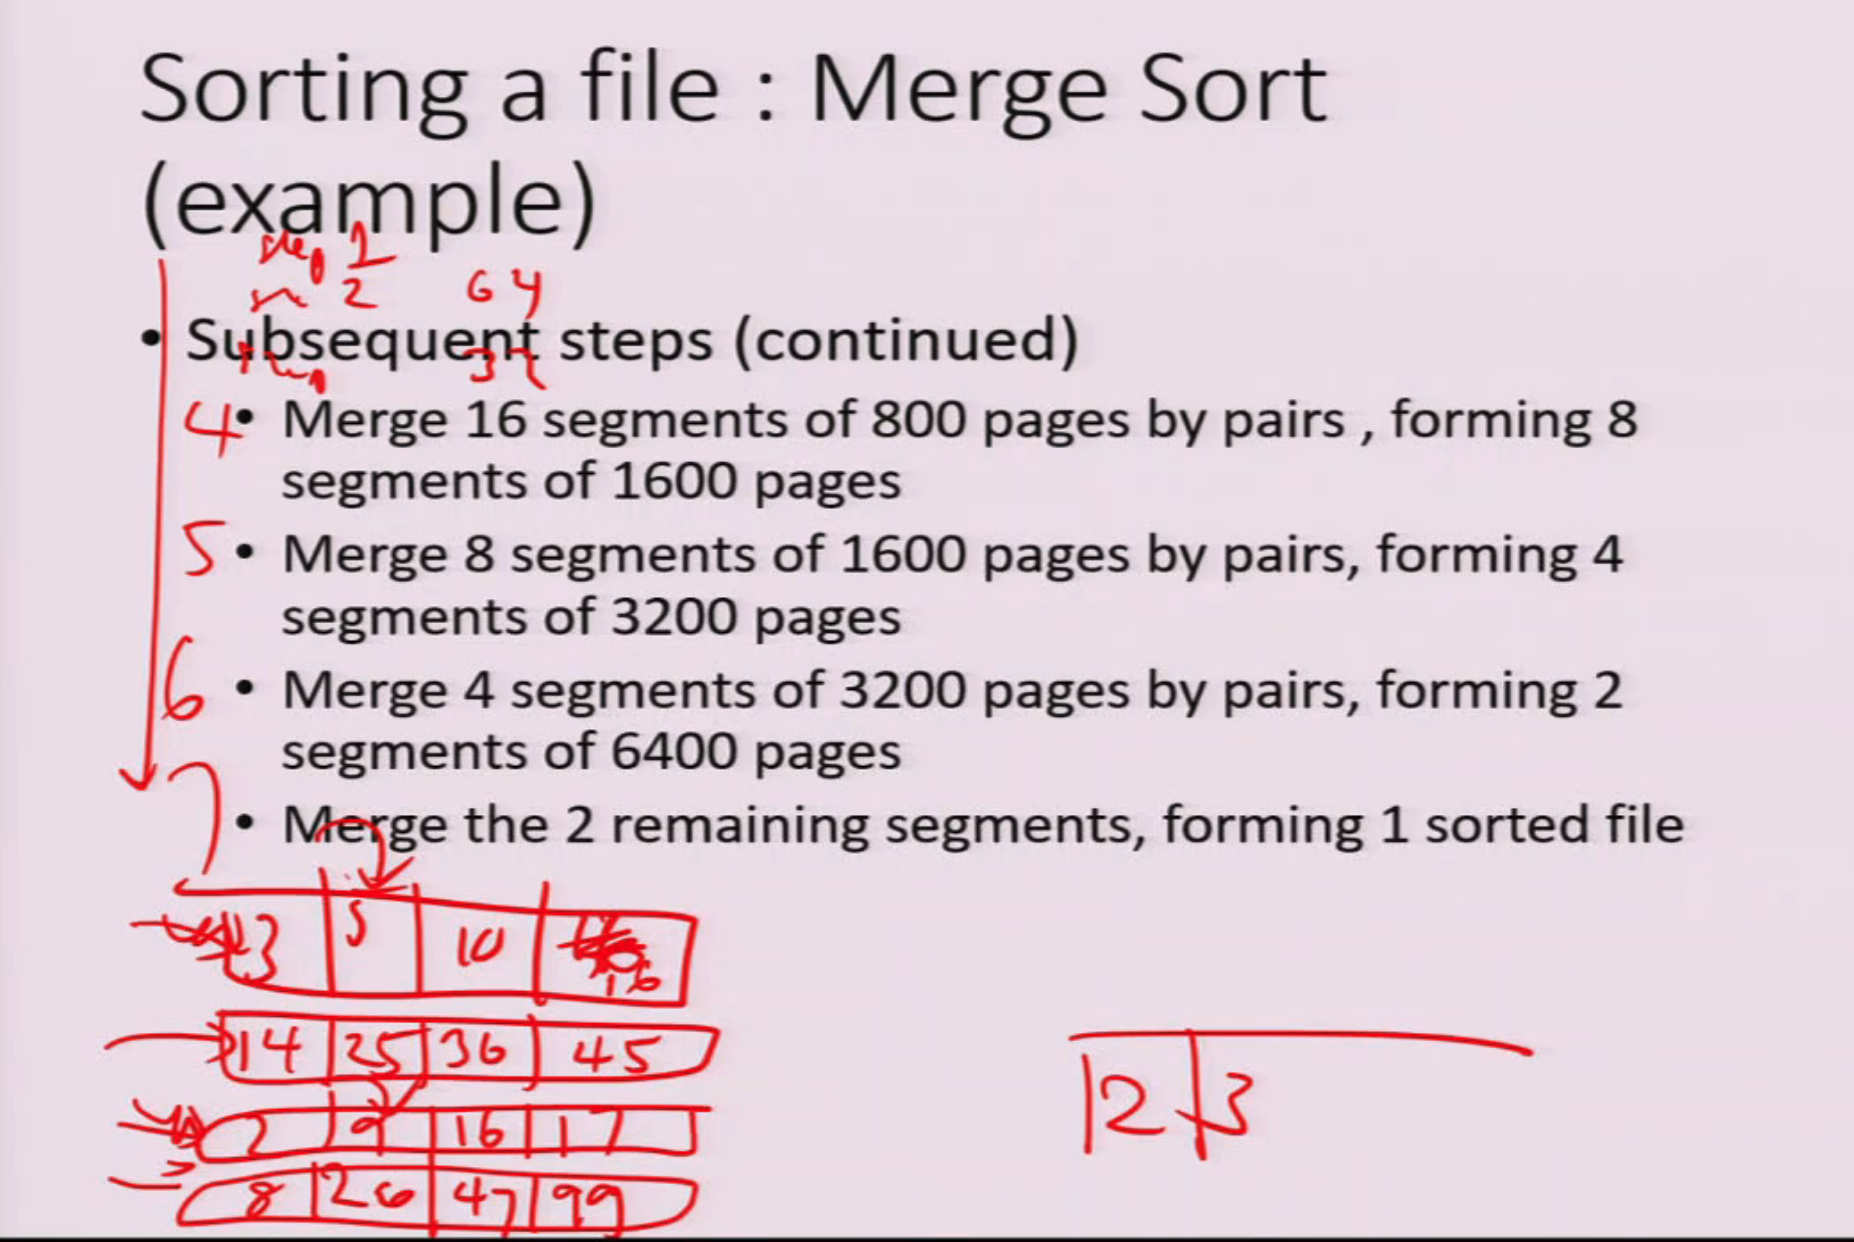 Sorting a file : Merge Sort
(example)
step 1
2 64
• Subsequent steps (continued)
32
4 • Merge 16 segments of 800 pages by pairs , forming 8
segments of 1600 pages
5 • Merge 8 segments of 1600 pages by pairs, forming 4
segments of 3200 pages
6 • Merge 4 segments of 3200 pages by pairs, forming 2
segments of 6400 pages
7 • Merge the 2 remaining segments, forming 1 sorted file
3 5 10 16
14 25 36 45
2 9 16 17
8 26 47 99
2 3